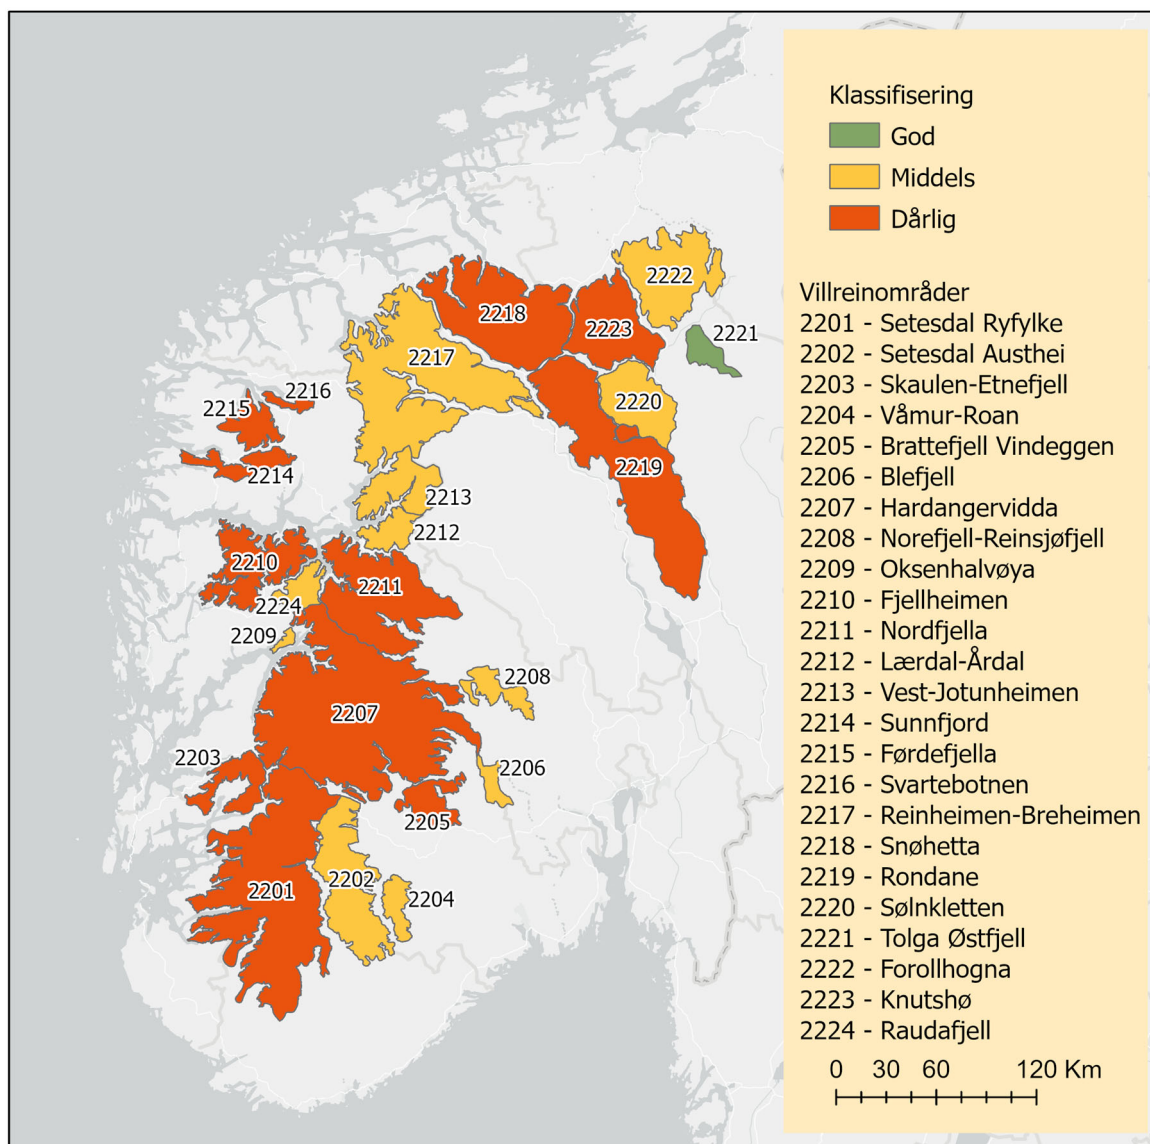 Klassifisering
God
Middels
Dårlig
Villreinområder
2201 - Setesdal Ryfylke
2202 - Setesdal Austhei
2203 - Skaulen-Etnefjell
2204 - Våmur-Roan
2205 - Brattefjell Vindeggen
2206 - Blefjell
2207 - Hardangervidda
2208 - Norefjell-Reinsjøfjell
2209 - Oksenhalvøya
2210 - Fjellheimen
2211 - Nordfjella
2212 - Lærdal-Årdal
2213 - Vest-Jotunheimen
2214 - Sunnfjord
2215 - Førdefjella
2216 - Svartebotnen
2217 - Reinheimen-Breheimen
2218 - Snøhetta
2219 - Rondane
2220 - Sølnkletten
2221 - Tolga Østfjell
2222 - Forollhogna
2223 - Knutshø
2224 - Raudafjell
0 30 60 120 Km
2222
2218
2223
2221
2217
2216
2215
2220
2219
2214
2213
2212
2210
2211
2224
2209
2208
2207
2203
2206
2205
2202
2201
2204